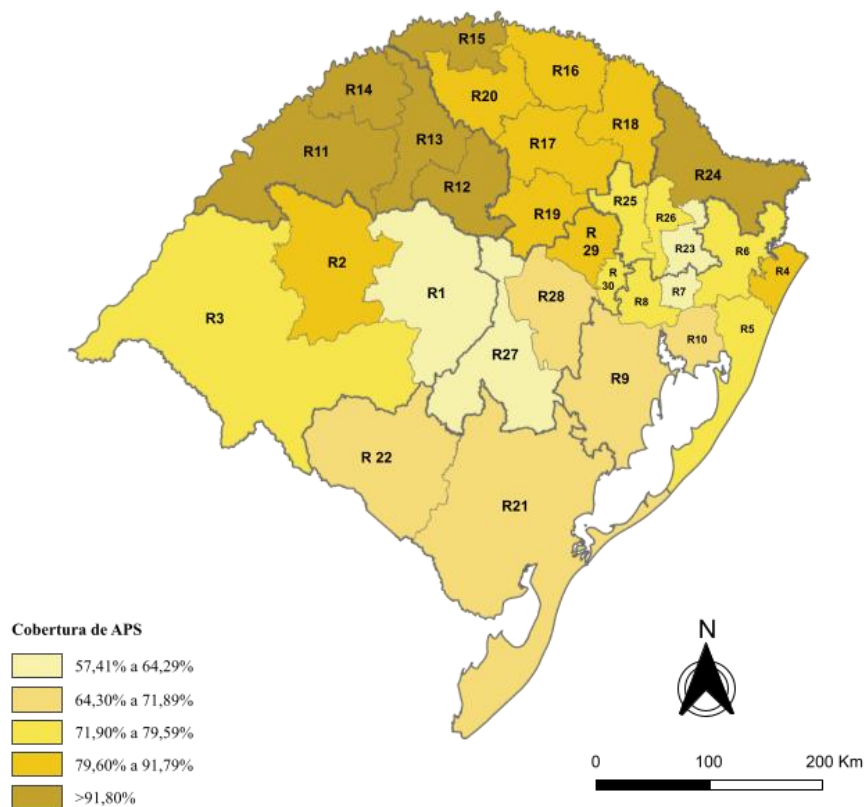 R15
R16
R14
R20
R13
R18
R17
R11
R12
R24
R25
R26
R19
R
29
R23
R6
R2
R4
R
30
R7
R1
R28
R8
R3
R5
R10
R27
R9
R 22
R21
N
Cobertura de APS
57,41% a 64,29%
64,30% a 71,89%
71,90% a 79,59%
79,60% a 91,79%
>91,80%
0 100 200 Km